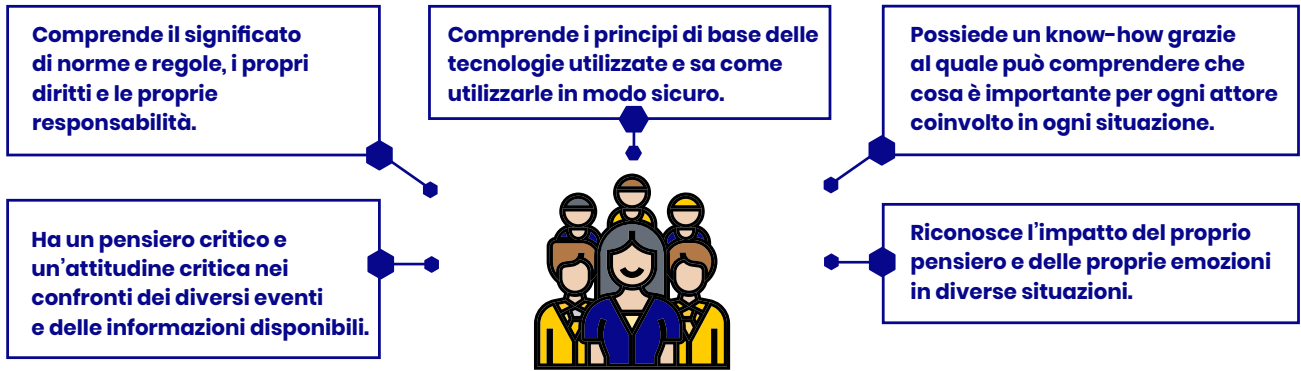 Comprende il significato
di norme e regole, i propri
diritti e le proprie
responsabilità.
Comprende i principi di base delle
tecnologie utilizzate e sa come
utilizzarle in modo sicuro.
Possiede un know-how grazie
al quale può comprendere che
cosa è importante per ogni attore
coinvolto in ogni situazione.
Ha un pensiero critico e
un'attitudine critica nei
confronti dei diversi eventi
e delle informazioni disponibili.
Riconosce l'impatto del proprio
pensiero e delle proprie emozioni
in diverse situazioni.